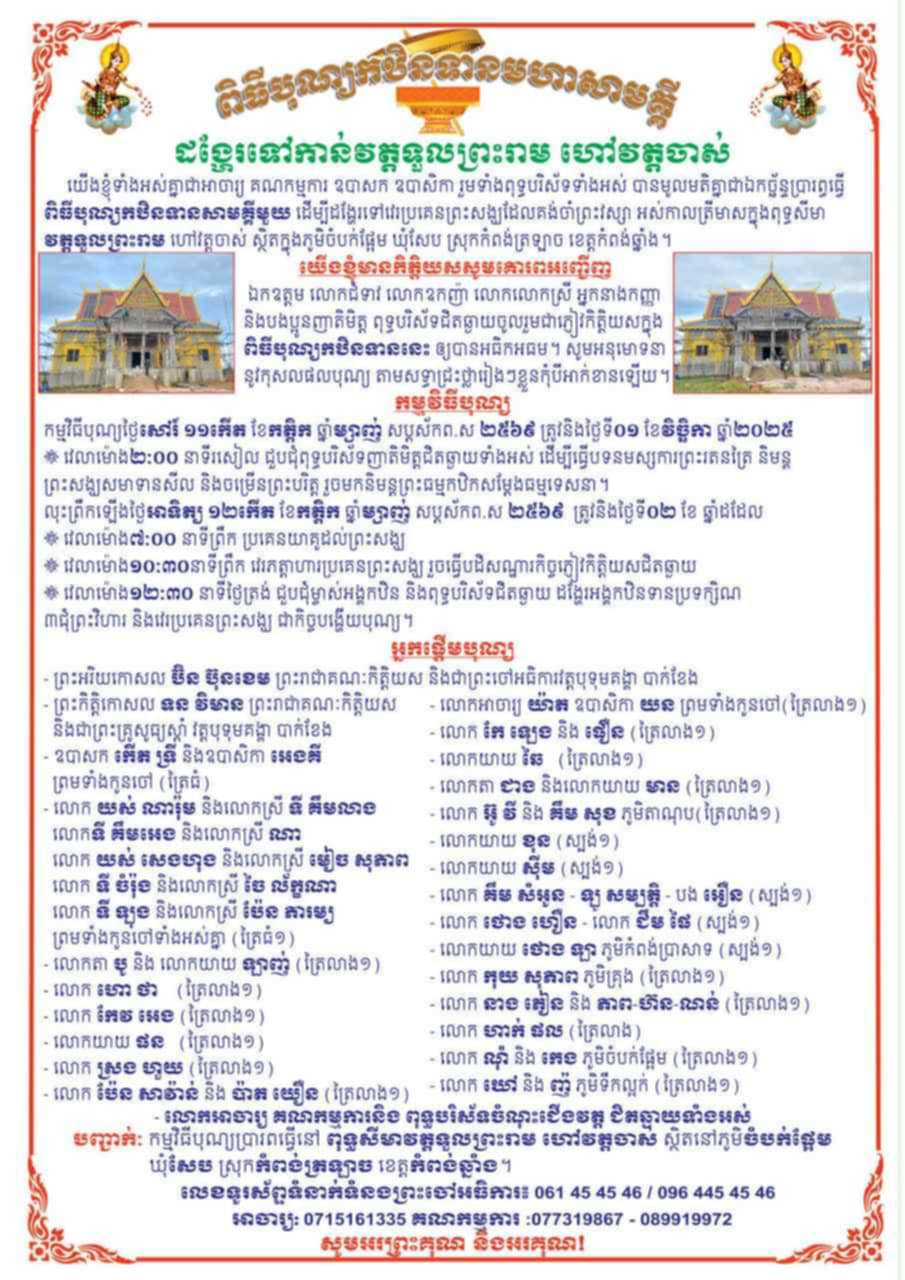 ពិធីបុណ្យកឋិនទានមហាសាមគ្គី
ដង្ហែរទៅកាន់វត្តទួលព្រះរាម ហៅវត្តចាស់
យើងខ្ញុំទាំងអស់គ្នាជាអាចារ្យ គណកម្មការ ឧបាសក ឧបាសិកា រួមទាំងពុទ្ធបរិស័ទទាំងអស់ បានមូលមតិគ្នាជាឯកច្ឆ័ន្ទប្រារព្ធធ្វើ
ពិធីបុណ្យកឋិនទានសាមគ្គីមួយ ដើម្បីដង្ហែរទៅវេរប្រគេនព្រះសង្ឃដែលគង់ចាំព្រះវស្សា អស់កាលត្រីមាសក្នុងពុទ្ធសីមា
វត្តទួលព្រះរាម ហៅវត្តចាស់ ស្ថិតក្នុងភូមិចំបក់ផ្អែម ឃុំសែប ស្រុកកំពង់ត្រឡាច ខេត្តកំពង់ឆ្នាំង។
យើងខ្ញុំមានកិត្តិយសសូមគោរពអញ្ជើញ
ឯកឧត្តម លោកជំទាវ លោកឧកញ៉ា លោកលោកស្រី អ្នកនាងកញ្ញា
និងបងប្អូនញាតិមិត្ត ពុទ្ធបរិស័ទជិតឆ្ងាយចូលរួមជាភ្ញៀវកិត្តិយសក្នុង
ពិធីបុណ្យកឋិនទាននេះ ឲ្យបានអធិកអធម។ សូមអនុមោទនា
នូវកុសលផលបុណ្យ តាមសទ្ធាជ្រះថ្លារៀងៗខ្លួនកុំបីអាក់ខានឡើយ។
កម្មវិធីបុណ្យ
កម្មវិធីបុណ្យថ្ងៃសៅរ៍ ១១កើត ខែកត្តិក ឆ្នាំម្សាញ់ សប្តស័កព.ស ២៥៦៩ ត្រូវនិងថ្ងៃទី០១ ខែវិច្ឆិកា ឆ្នាំ២០២៥
វេលាម៉ោង២:០០ នាទីរសៀល ជួបជុំពុទ្ធបរិស័ទញាតិមិត្តជិតឆ្ងាយទាំងអស់ ដើម្បីធ្វើបទនមស្សការព្រះរតនត្រៃ និមន្ត
ព្រះសង្ឃសមាទានសីល និងចម្រើនព្រះបរិត្ត រួចមកនិមន្តព្រះធម្មកឋិកសម្តែងធម្មទេសនា។
លុះព្រឹកឡើងថ្ងៃអាទិត្យ ១២កើត ខែកត្តិក ឆ្នាំម្សាញ់ សប្តស័កព.ស ២៥៦៩ ត្រូវនិងថ្ងៃទី០២ ខែ ឆ្នាំដដែល
វេលាម៉ោង៧:០០ នាទីព្រឹក ប្រគេនយាគូដល់ព្រះសង្ឃ
វេលាម៉ោង១០:៣០នាទីព្រឹក វេរភត្តាហារប្រគេនព្រះសង្ឃ រួចធ្វើបដិសណ្ឋារកិច្ចភ្ញៀវកិត្តិយសជិតឆ្ងាយ
វេលាម៉ោង១២:៣០ នាទីថ្ងៃត្រង់ ជួបជុំម្ចាស់អង្គកឋិន និងពុទ្ធបរិស័ទជិតឆ្ងាយ ដង្ហែអង្គកឋិនទានប្រទក្សិណ
៣ជុំព្រះវិហារ និងវេរប្រគេនព្រះសង្ឃ ជាកិច្ចបង្ហើយបុណ្យ។
អ្នកផ្តើមបុណ្យ
- ព្រះអរិយកោសល ប៊ិន ប៊ុនខេម ព្រះរាជាគណៈកិត្តិយស និងជាព្រះចៅអធិការវត្តបុទុមគង្គា បាក់ខែង
- ព្រះកិត្តិកោសល ទន វិមាន ព្រះរាជាគណៈកិត្តិយស
និងជាព្រះគ្រូសូធ្យស្តាំ វត្តបុទុមគង្គា បាក់ខែង
- ឧបាសក កើត ទ្រី និងឧបាសិកា អេងគី
ព្រមទាំងកូនចៅ (ត្រៃធំ)
- លោក យស់ ណារ៉ុម និងលោកស្រី ទី គឹមលាង
លោកទី គឹមអេង និងលោកស្រី ណា
លោក យស់ សេងហុង និងលោកស្រី មៀច សុភាព
លោក ទី ចំរ៉ុង និងលោកស្រី ចៃ ល័ក្ខណា
លោក ទី ឡុង និងលោកស្រី ប៉ែន ភារម្យ
ព្រមទាំងកូនចៅទាំងអស់គ្នា (ត្រៃធំ១)
- លោកតា បូ និង លោកយាយ ឡាញ់ (ត្រៃលាង១)
- លោក ហោ ថា (ត្រៃលាង១)
- លោក កែវ អេង (ត្រៃលាង១)
- លោកយាយ ផន (ត្រៃលាង១)
- លោក ស្រេង ហួយ (ត្រៃលាង១)
- លោក ប៉ែន សាវ៉ាន់ និង ប៉ាត យឿន (ត្រៃលាង១)
- លោកអាចារ្យ យ៉ាត ឧបាសិកា យន ព្រមទាំងកូនចៅ(ត្រៃលាង១)
- លោក កែ ឡេង និង ធឿន (ត្រៃលាង១)
- លោកយាយ ឆៃ (ត្រៃលាង១)
- លោកតា ជាង និងលោកយាយ មាន (ត្រៃលាង១)
- លោក អ៊ូ វី និង គឹម សុខ ភូមិតាណុប(ត្រៃលាង១)
- លោកយាយ ខុន (ស្បង់១)
- លោកយាយ ស៊ីម (ស្បង់១)
- លោក គឹម សំអូន - ឡូ សម្បត្តិ - បង អឿន (ស្បង់១)
- លោក ថោង ហឿន - លោក ជឹម ផៃ (ស្បង់១)
- លោកយាយ ថោង ឡា ភូមិកំពង់ប្រាសាទ (ស្បង់១)
- លោក កុយ សុភាព ភូមិគ្រុង (ត្រៃលាង១)
- លោក នាង តៀន និង ភាព-ហ៊ន-ណន់ (ត្រៃលាង១)
- លោក ហាក់ ផល (ត្រៃលាង)
- លោក ណុំ និង កេង ភូមិចំបក់ផ្អែម (ត្រៃលាង១)
- លោក ឃៅ និង ញ៉ ភូមិទឹកល្អក់ (ត្រៃលាង១)
- លោកអាចារ្យ គណកម្មការនិង ពុទ្ធបរិស័ទចំណុះជើងវត្ត ជិតឆ្ងាយទាំងអស់
បញ្ជាក់: កម្មវិធីបុណ្យប្រារពធ្វើនៅ ពុទ្ធសីមាវត្តទួលព្រះរាម ហៅវត្តចាស់ ស្ថិតនៅភូមិចំបក់ផ្អែម
ឃុំសែប ស្រុកកំពង់ត្រឡាច ខេត្តកំពង់ឆ្នាំង។
លេខទូរស័ព្ទទំនាក់ទំនងព្រះចៅអធិការ៖ 061 45 45 46 / 096 445 45 46
អាចារ្យ: 0715161335 គណកម្មការ :077319867 - 089919972
សូមអរព្រះគុណ និងអរគុណ!